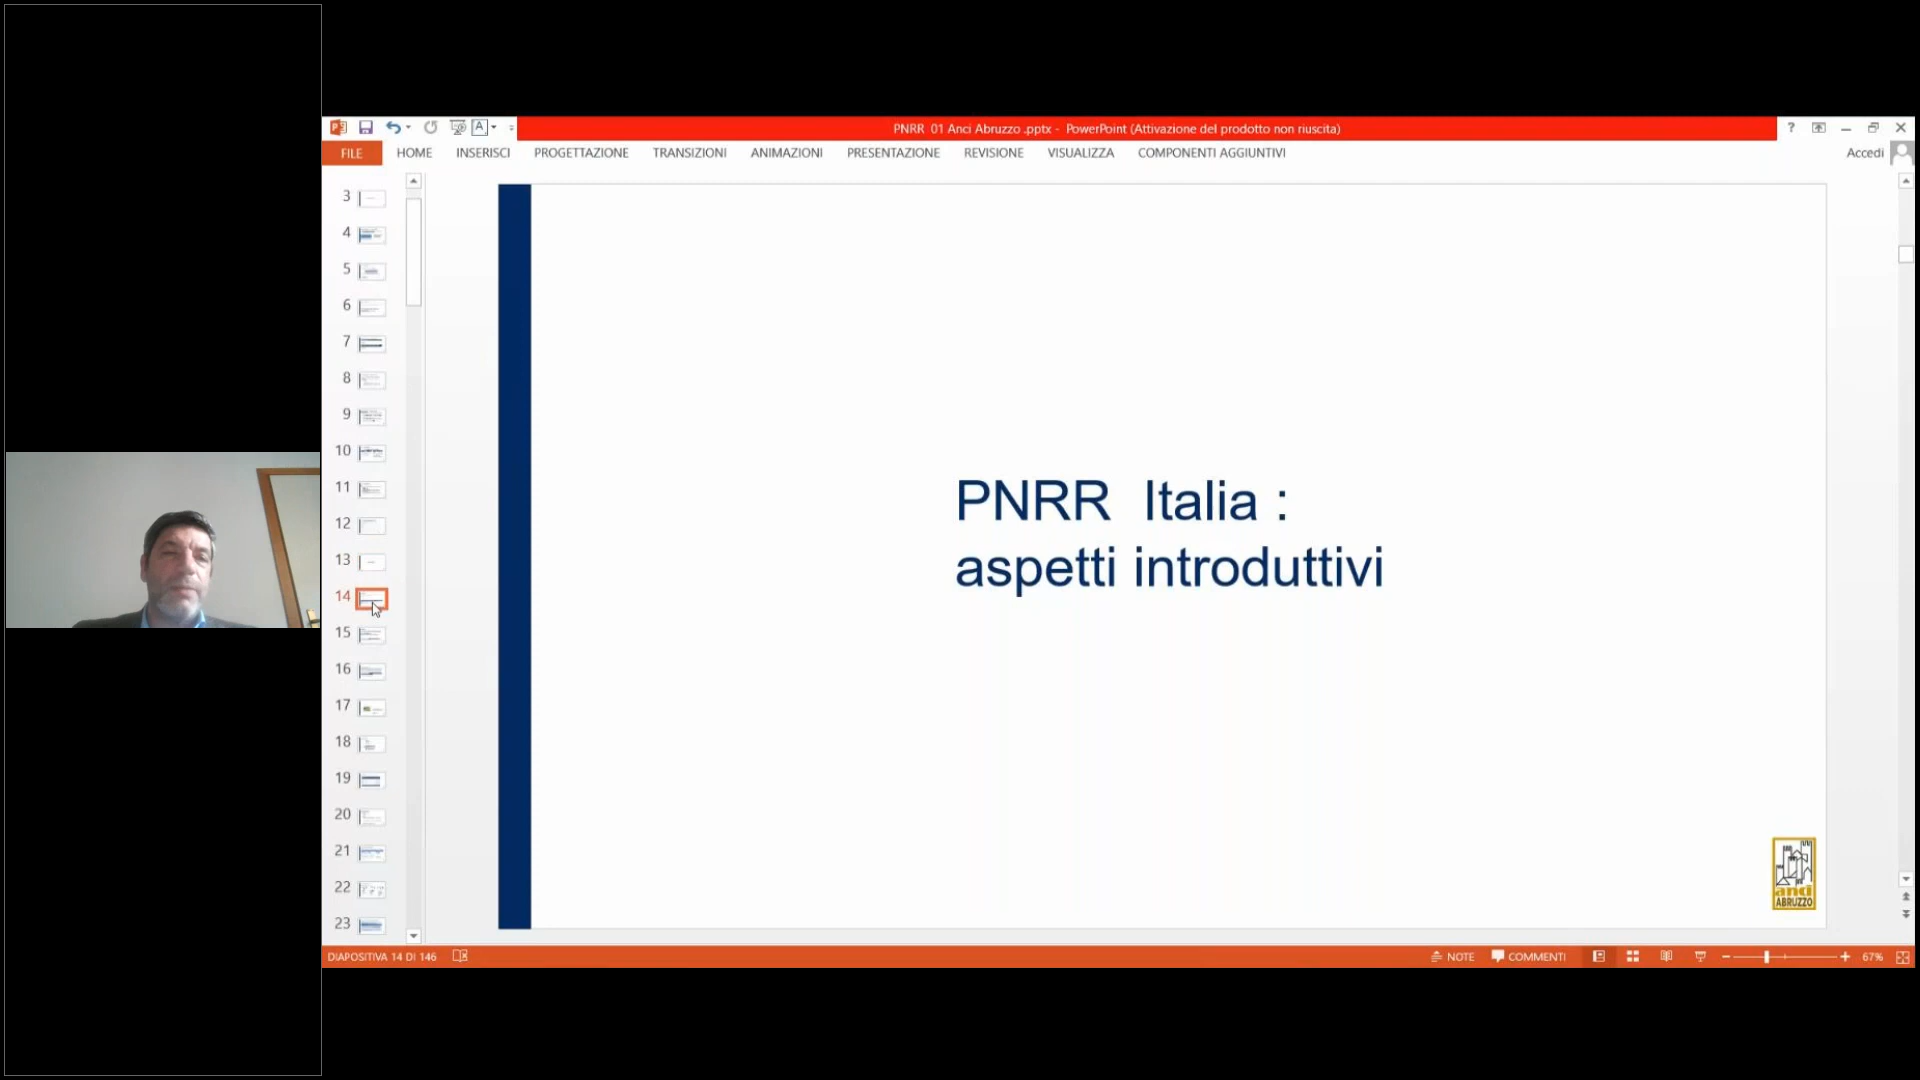 PNRR  01 Anci Abruzzo .pptx -  PowerPoint (Attivazione del prodotto non riuscita)
?
FILE
HOME
INSERISCI
PROGETTAZIONE
TRANSIZIONI
ANIMAZIONI
PRESENTAZIONE
REVISIONE
VISUALIZZA
COMPONENTI AGGIUNTIVI
Accedi
3
4
5
6
7
8
9
10
11
12
13
14
15
16
17
18
19
20
21
22
23
PNRR  Italia :
aspetti introduttivi
anci
ABRUZZO
DIAPOSITIVA 14 DI 146
NOTE
COMMENTI
67%